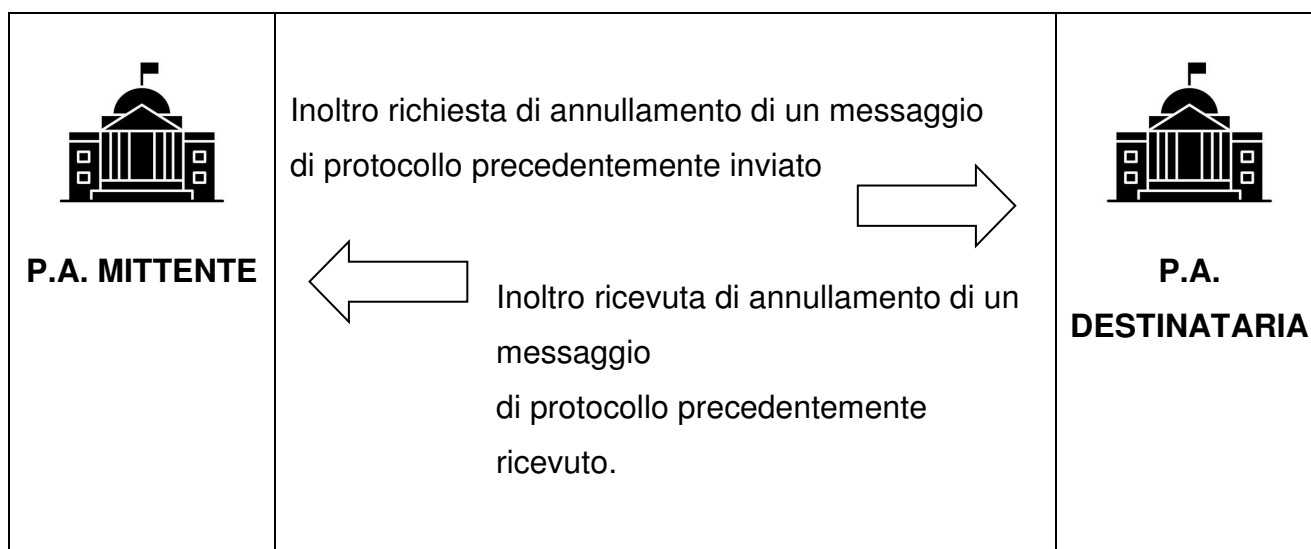 Inoltro richiesta di annullamento di un messaggio
di protocollo precedentemente inviato
P.A. MITTENTE
Inoltro ricevuta di annullamento di un
messaggio
di protocollo precedentemente
ricevuto.
P.A.
DESTINATARIA